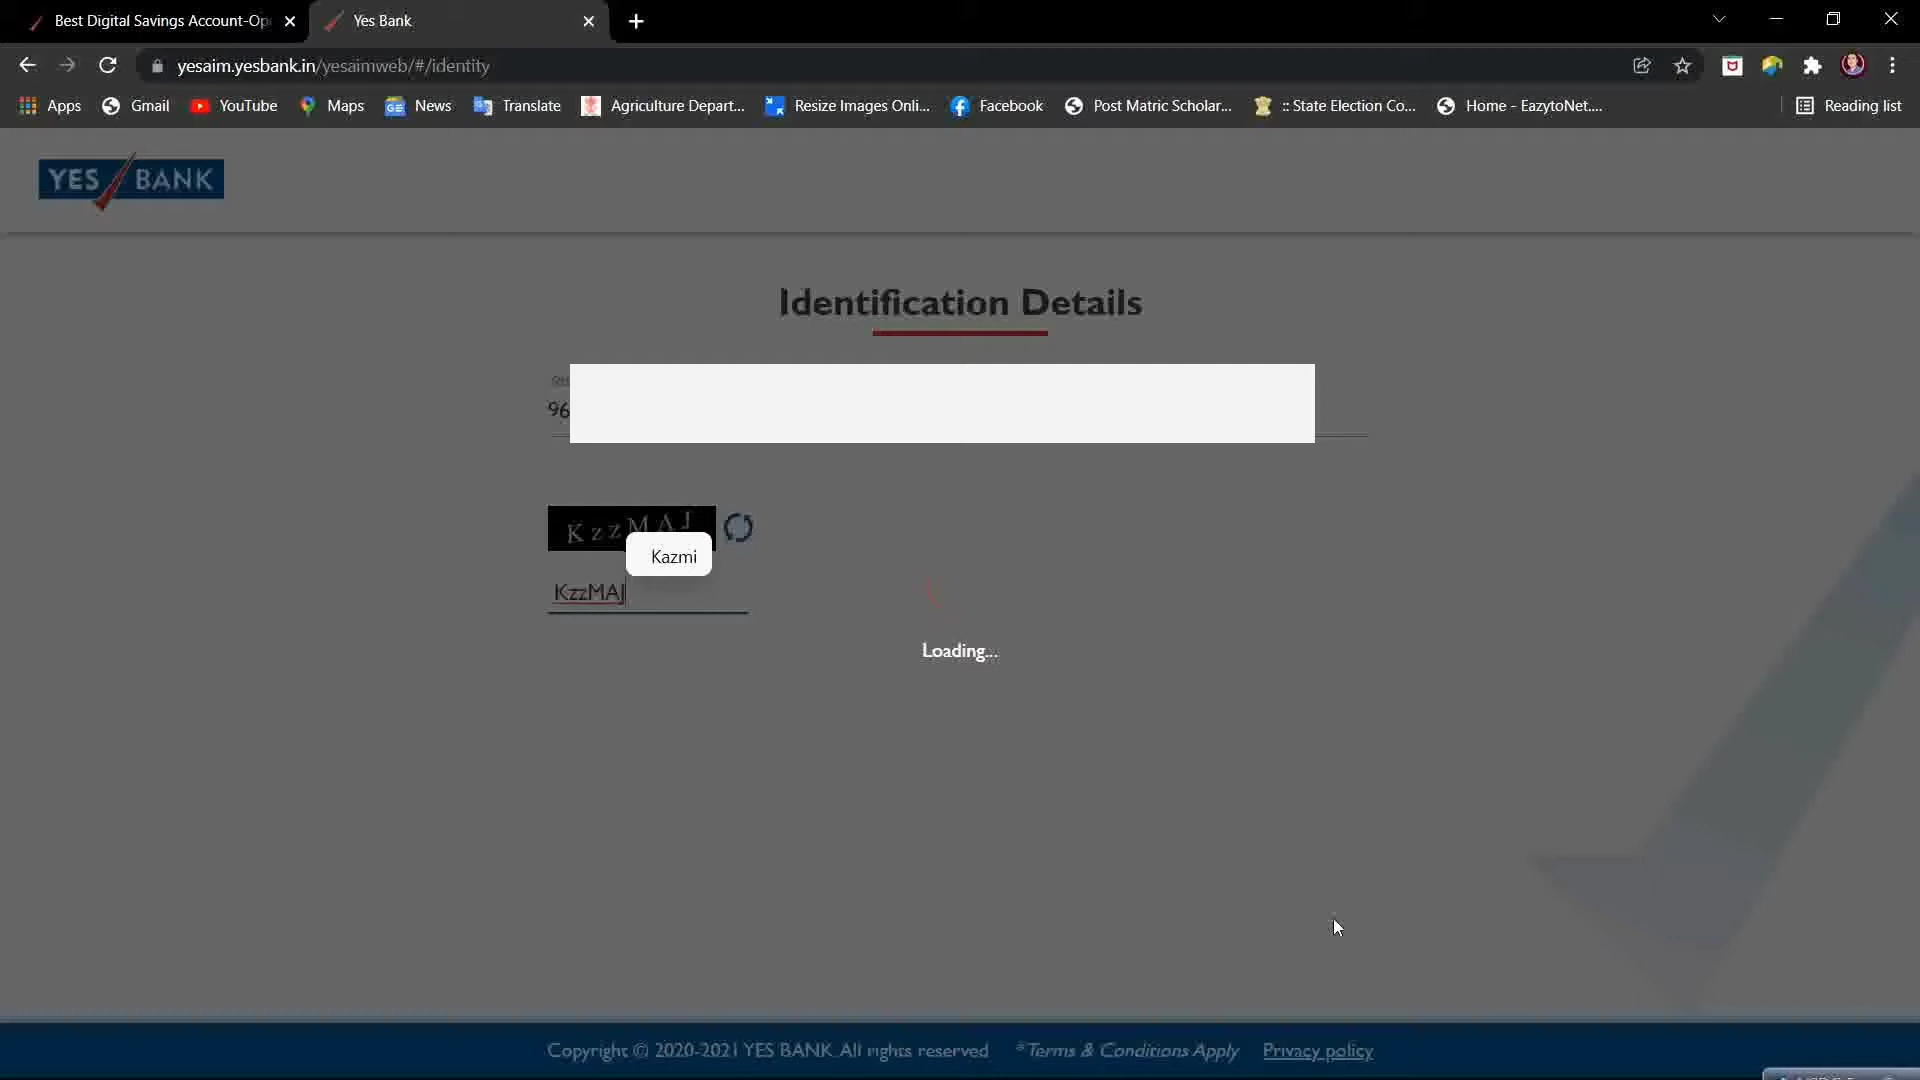 Best Digital Savings Account-Op
Yes Bank
yesaim.yesbank.in/yesaimweb/#/identity
Apps
Gmail
YouTube
Maps
News
Translate
Agriculture Depart...
Resize Images Onli...
Facebook
Post Matric Scholar...
:: State Election Co...
Home - EazytoNet....
Reading list
YES BANK
Identification Details
96
KzzMAJ
Kazmi
KzzMAJ
Loading...
Copyright © 2020-2021 YES BANK. All rights reserved
*Terms & Conditions Apply
Privacy policy